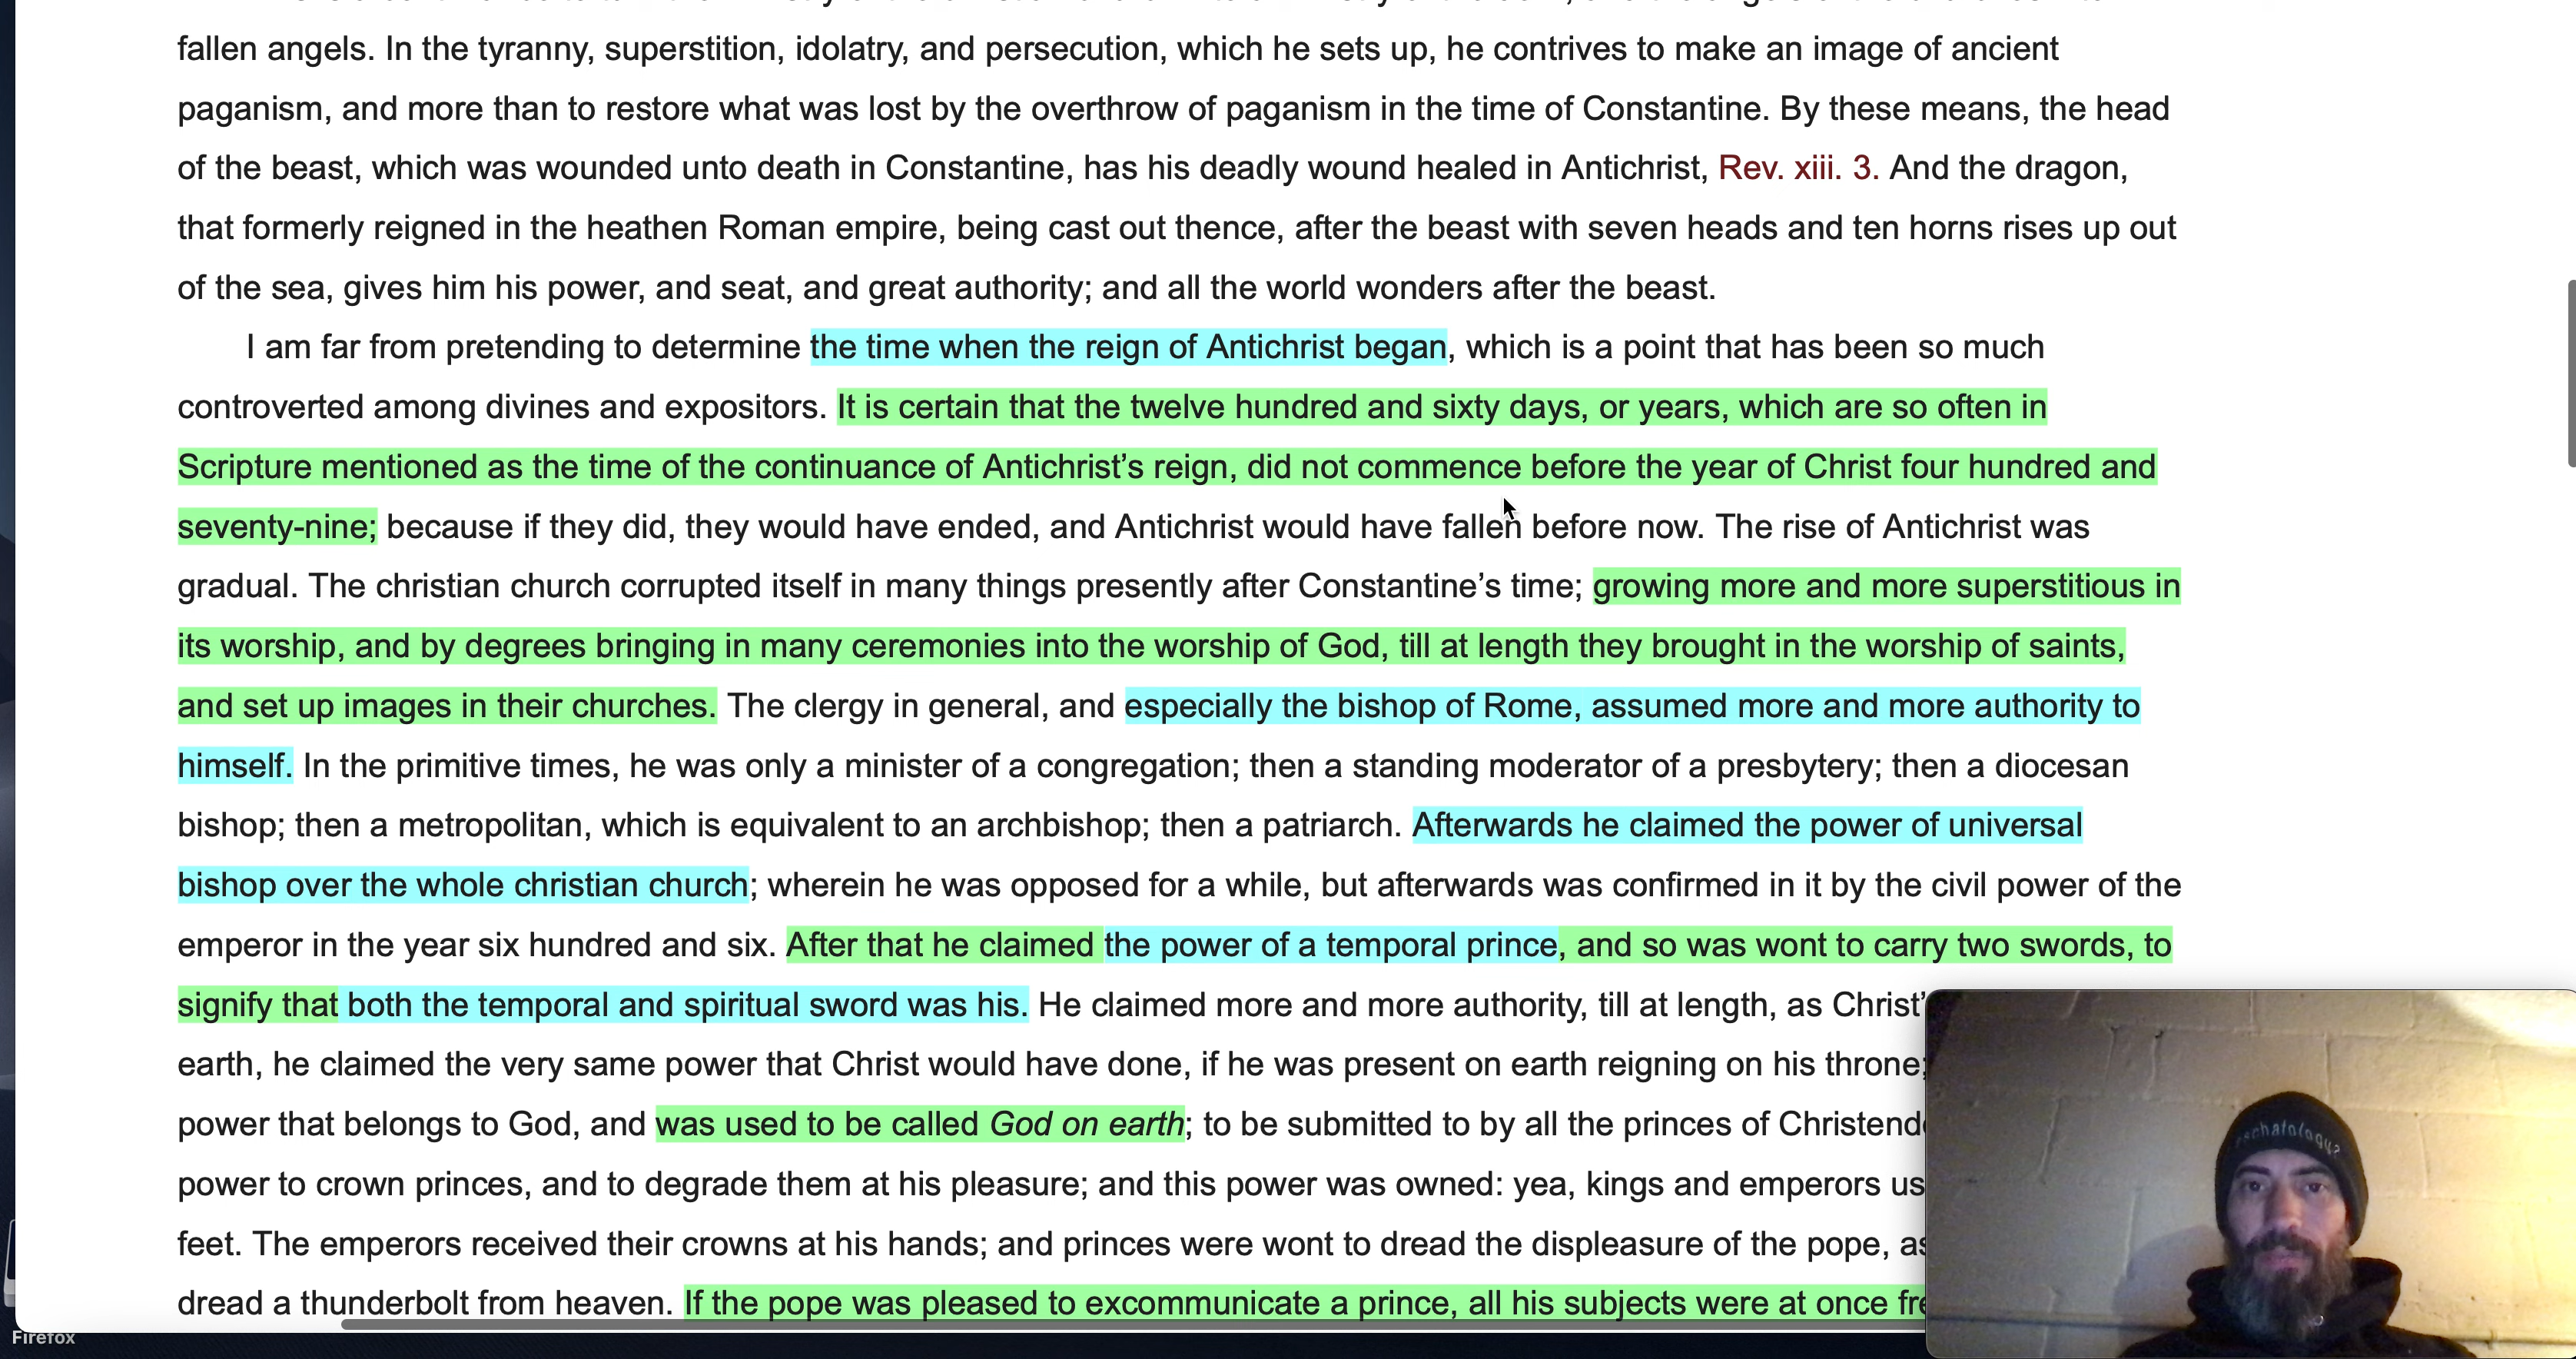 fallen angels. In the tyranny, superstition, idolatry, and persecution, which he sets up, he contrives to make an image of ancient
paganism, and more than to restore what was lost by the overthrow of paganism in the time of Constantine. By these means, the head
of the beast, which was wounded unto death in Constantine, has his deadly wound healed in Antichrist, Rev. xiii. 3. And the dragon,
that formerly reigned in the heathen Roman empire, being cast out thence, after the beast with seven heads and ten horns rises up out
of the sea, gives him his power, and seat, and great authority; and all the world wonders after the beast.
I am far from pretending to determine the time when the reign of Antichrist began, which is a point that has been so much
controverted among divines and expositors. It is certain that the twelve hundred and sixty days, or years, which are so often in
Scripture mentioned as the time of the continuance of Antichrist’s reign, did not commence before the year of Christ four hundred and
seventy-nine; because if they did, they would have ended, and Antichrist would have fallen before now. The rise of Antichrist was
gradual. The christian church corrupted itself in many things presently after Constantine’s time; growing more and more superstitious in
its worship, and by degrees bringing in many ceremonies into the worship of God, till at length they brought in the worship of saints,
and set up images in their churches. The clergy in general, and especially the bishop of Rome, assumed more and more authority to
himself. In the primitive times, he was only a minister of a congregation; then a standing moderator of a presbytery; then a diocesan
bishop; then a metropolitan, which is equivalent to an archbishop; then a patriarch. Afterwards he claimed the power of universal
bishop over the whole christian church; wherein he was opposed for a while, but afterwards was confirmed in it by the civil power of the
emperor in the year six hundred and six. After that he claimed the power of a temporal prince, and so was wont to carry two swords, to
signify that both the temporal and spiritual sword was his. He claimed more and more authority, till at length, as Christ’
earth, he claimed the very same power that Christ would have done, if he was present on earth reigning on his throne;
power that belongs to God, and was used to be called God on earth; to be submitted to by all the princes of Christend
power to crown princes, and to degrade them at his pleasure; and this power was owned: yea, kings and emperors us
feet. The emperors received their crowns at his hands; and princes were wont to dread the displeasure of the pope, as
dread a thunderbolt from heaven. If the pope was pleased to excommunicate a prince, all his subjects were at once fre
Firefox